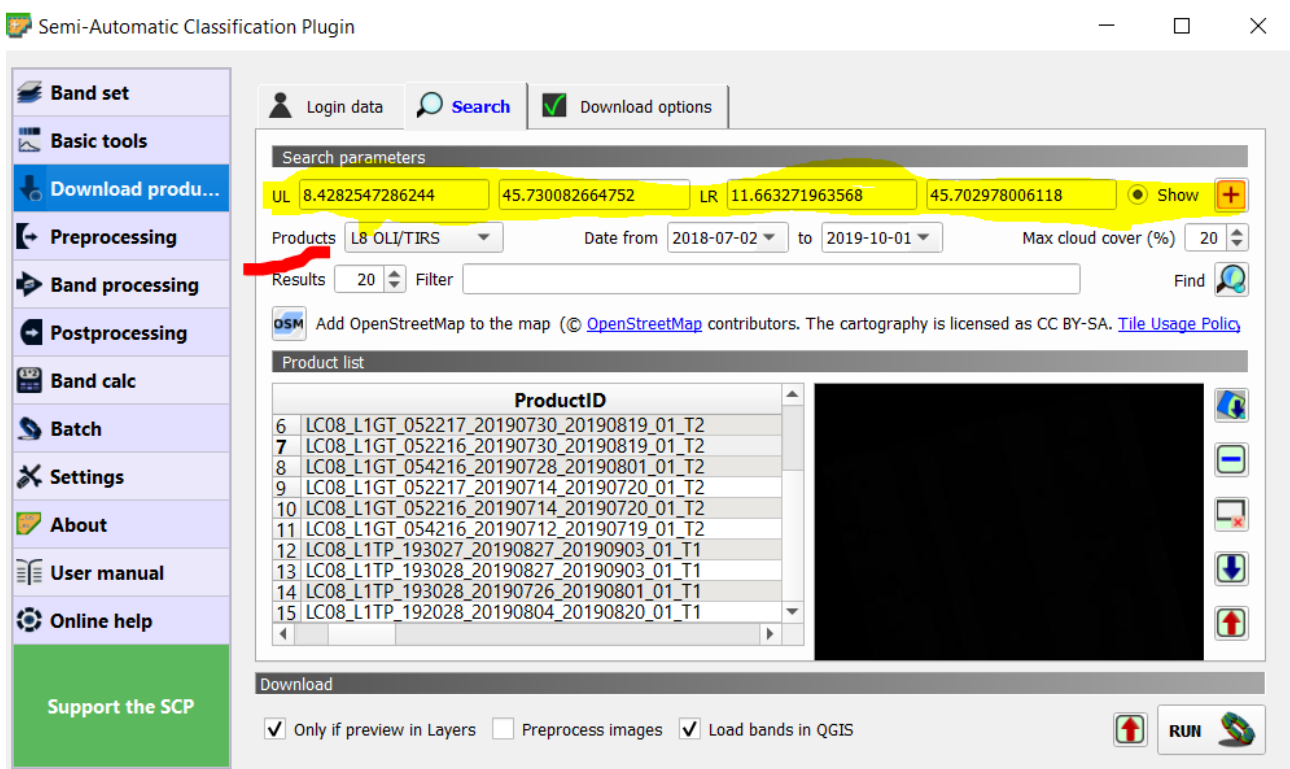 Semi-Automatic Classification Plugin
Band set
Basic tools
Download produ...
Preprocessing
Band processing
Postprocessing
Band calc
Batch
Settings
About
User manual
Online help
Support the SCP
Login data Search Download options
Search parameters
UL 8.4282547286244 45.730082664752 LR 11.663271963568 45.702978006118 Show
Products L8 OLI/TIRS Date from 2018-07-02 to 2019-10-01 Max cloud cover (%) 20
Results 20 Filter Find
OSM Add OpenStreetMap to the map (© OpenStreetMap contributors. The cartography is licensed as CC BY-SA. Tile Usage Policy
Product list
ProductID
6 LC08_L1GT_052217_20190730_20190819_01_T2
7 LC08_L1GT_052216_20190730_20190819_01_T2
8 LC08_L1GT_054216_20190728_20190801_01_T2
9 LC08_L1GT_052217_20190714_20190720_01_T2
10 LC08_L1GT_052216_20190714_20190720_01_T2
11 LC08_L1GT_054216_20190712_20190719_01_T2
12 LC08_L1TP_193027_20190827_20190903_01_T1
13 LC08_L1TP_193028_20190827_20190903_01_T1
14 LC08_L1TP_193028_20190726_20190801_01_T1
15 LC08_L1TP_192028_20190804_20190820_01_T1
Download
Only if preview in Layers Preprocess images Load bands in QGIS RUN